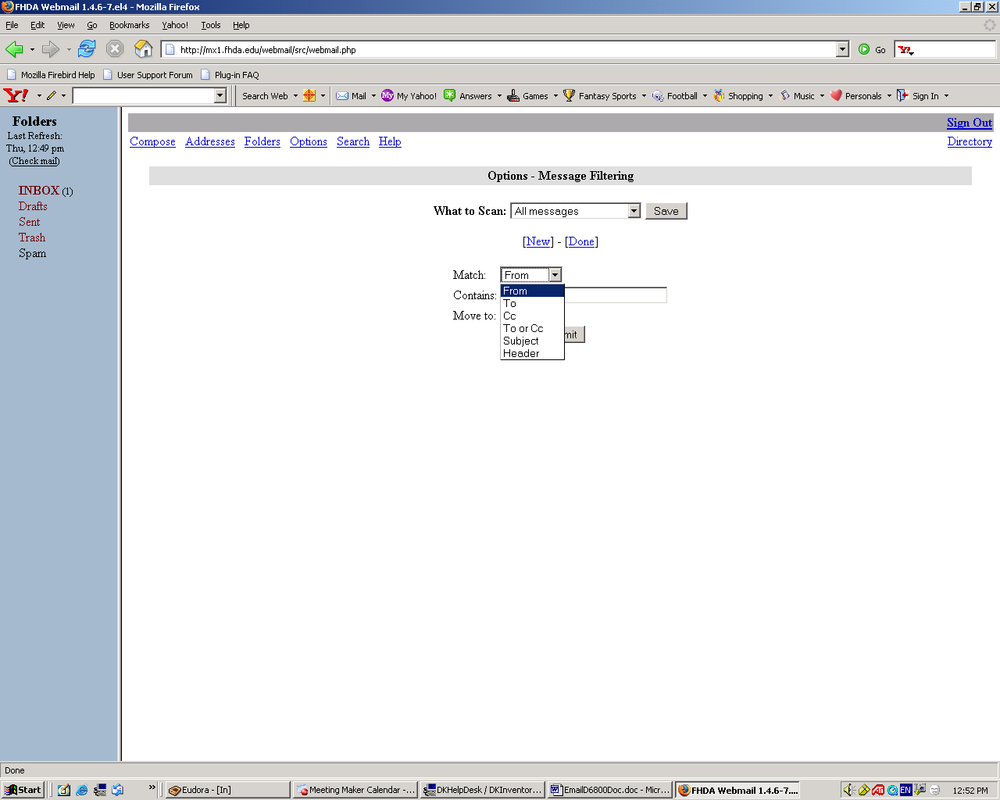 FHDA Webmail 1.4.6-7.el4 - Mozilla Firefox
File Edit View Go Bookmarks Yahoo! Tools Help
http://mx1.fhda.edu/webmail/src/webmail.php Go Y!
Mozilla Firebird Help User Support Forum Plug-in FAQ
Y! Search Web Mail My My Yahoo! Answers Games Fantasy Sports Football Shopping Music Personals Sign In
Folders
Last Refresh:
Thu, 12:49 pm
(Check mail)
INBOX (1)
Drafts
Sent
Trash
Spam
Sign Out
Compose Addresses Folders Options Search Help Directory
Options - Message Filtering
What to Scan: All messages Save
[New] - [Done]
Match: From
Contains:
Move to:
From
To
Cc
To or Cc
Subject
Header
mit
Done
Start » Eudora - [In] Meeting Maker Calendar -... DKHelpDesk / DKInventor... EmailD6800Doc.doc - Micr... FHDA Webmail 1.4.6-7.... EN 12:52 PM